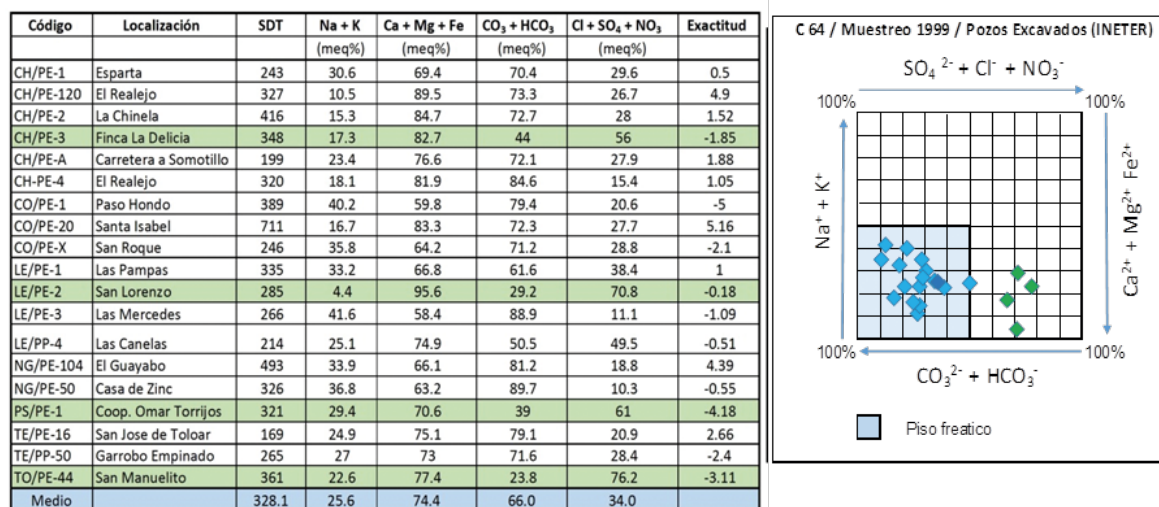 Código Localización SDT Na + K Ca + Mg + Fe CO₃ + HCO₃ Cl + SO₄ + NO₃ Exactitud
(meq%) (meq%) (meq%) (meq%)
CH/PE-1 Esparta 243 30.6 69.4 70.4 29.6 0.5
CH/PE-120 El Realejo 327 10.5 89.5 73.3 26.7 4.9
CH/PE-2 La Chinela 416 15.3 84.7 72.7 28 1.52
CH/PE-3 Finca La Delicia 348 17.3 82.7 44 56 -1.85
CH/PE-A Carretera a Somotillo 199 23.4 76.6 72.1 27.9 1.88
CH-PE-4 El Realejo 320 18.1 81.9 84.6 15.4 1.05
CO/PE-1 Paso Hondo 389 40.2 59.8 79.4 20.6 -5
CO/PE-20 Santa Isabel 711 16.7 83.3 72.3 27.7 5.16
CO/PE-X San Roque 246 35.8 64.2 71.2 28.8 -2.1
LE/PE-1 Las Pampas 335 33.2 66.8 61.6 38.4 1
LE/PE-2 San Lorenzo 285 4.4 95.6 29.2 70.8 -0.18
LE/PE-3 Las Mercedes 266 41.6 58.4 88.9 11.1 -1.09
LE/PP-4 Las Canelas 214 25.1 74.9 50.5 49.5 -0.51
NG/PE-104 El Guayabo 493 33.9 66.1 81.2 18.8 4.39
NG/PE-50 Casa de Zinc 326 36.8 63.2 89.7 10.3 -0.55
PS/PE-1 Coop. Omar Torrijos 321 29.4 70.6 39 61 -4.18
TE/PE-16 San Jose de Toloar 169 24.9 75.1 79.1 20.9 2.66
TE/PP-50 Garrobo Empinado 265 27 73 71.6 28.4 -2.4
TO/PE-44 San Manuelito 361 22.6 77.4 23.8 76.2 -3.11
Medio 328.1 25.6 74.4 66.0 34.0
C 64 / Muestreo 1999 / Pozos Excavados (INETER)
SO₄ ²⁻ + Cl⁻ + NO₃⁻
100% 100%
Na⁺ + K⁺
Ca²⁺ + Mg²⁺ Fe²⁺
100% 100%
CO₃²⁻ + HCO₃⁻
Piso freatico